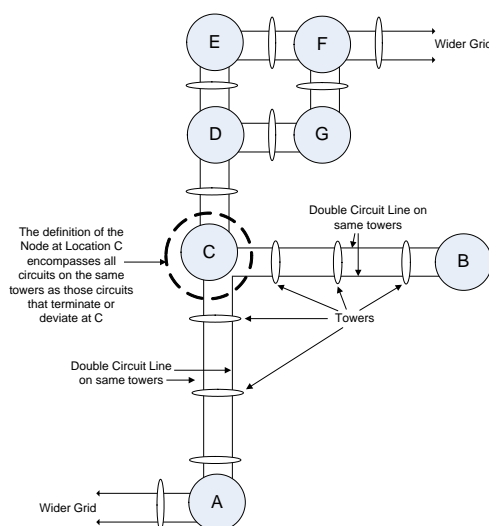 E
F
Wider Grid
D
G
Double Circuit Line on
same towers
The definition of the
Node at Location C
encompasses all
circuits on the same
towers as those circuits
that terminate or
deviate at C
C
B
Towers
Double Circuit Line
on same towers
A
Wider Grid